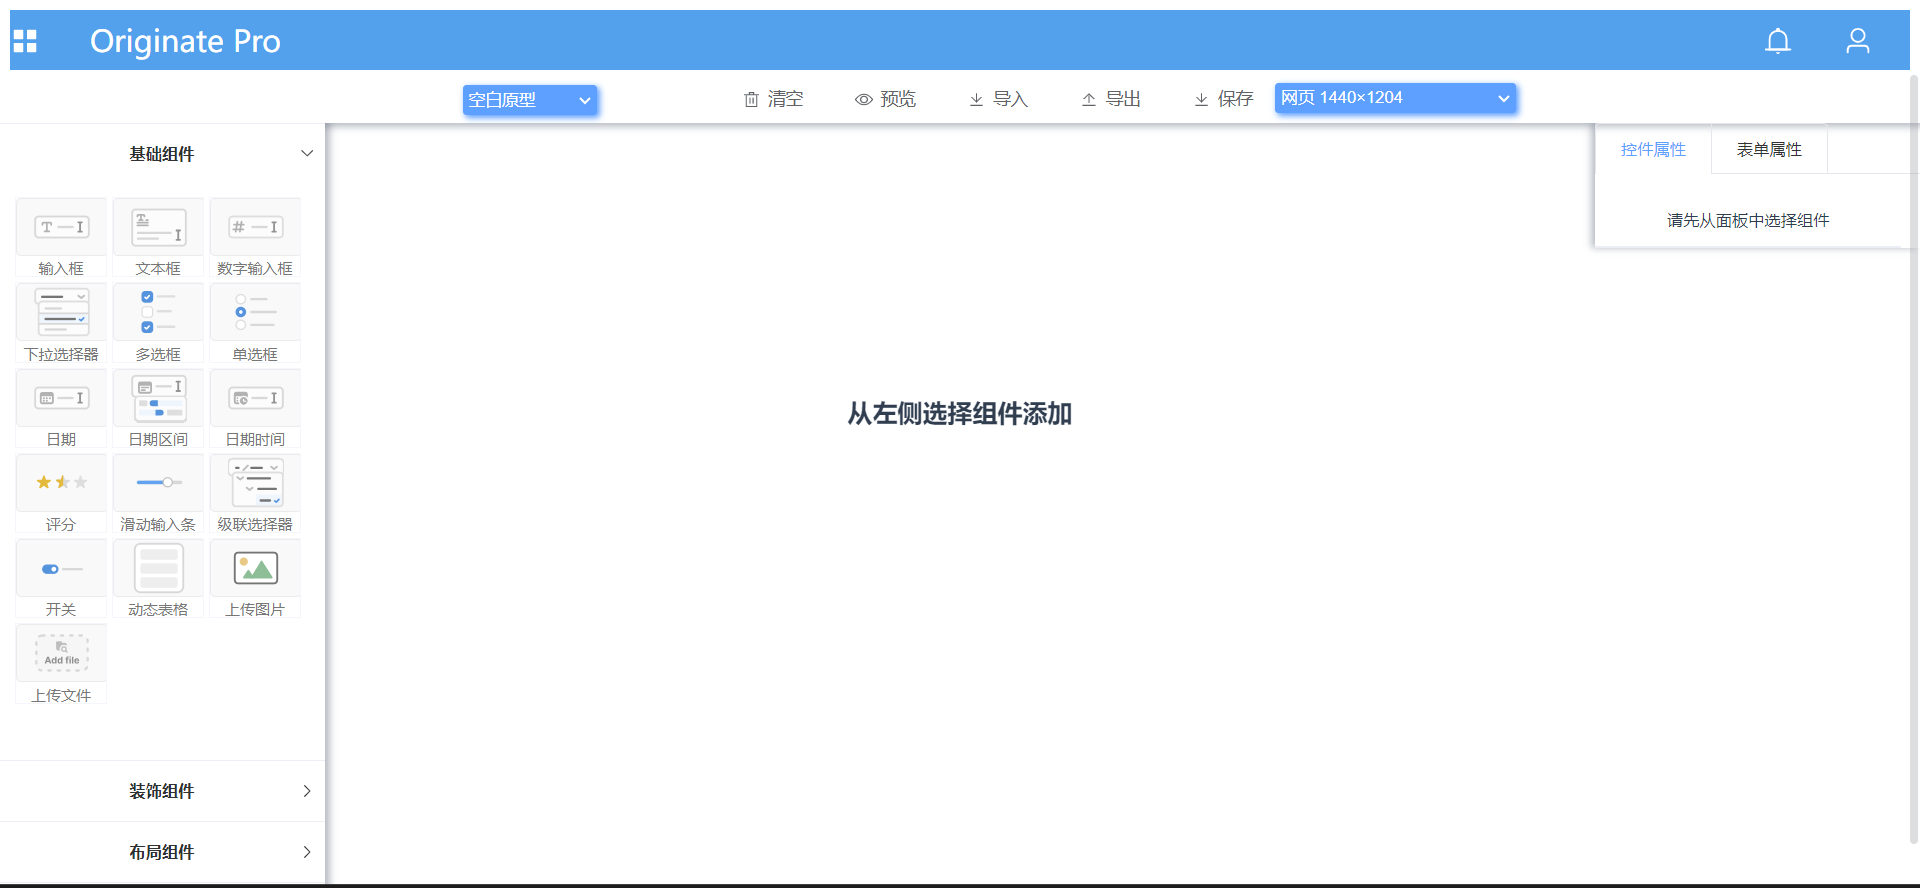 Originate Pro
空白原型
清空
预览
导入
导出
保存
网页 1440×1204
基础组件
输入框
文本框
数字输入框
下拉选择器
多选框
单选框
日期
日期区间
日期时间
评分
滑动输入条
级联选择器
开关
动态表格
上传图片
Add file
上传文件
装饰组件
布局组件
从左侧选择组件添加
控件属性
表单属性
请先从面板中选择组件